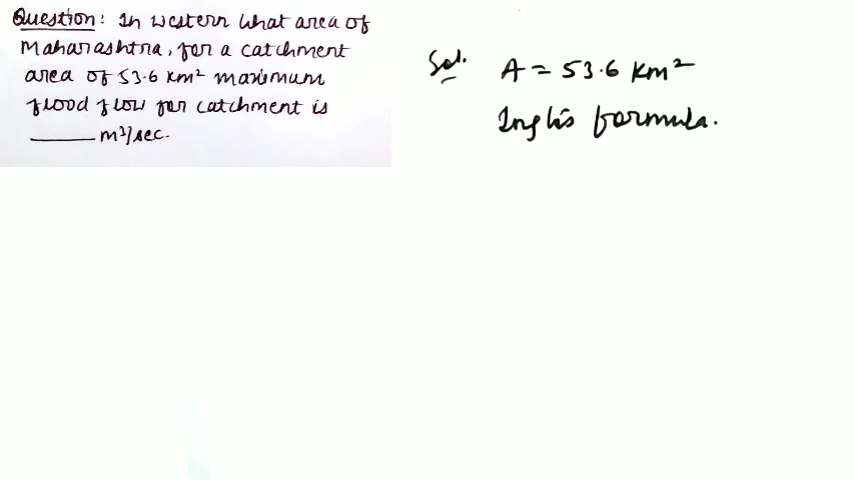 Question: In western what area of
Maharashtra, for a catchment
area of 53.6 km² maximum
flood flow for catchment is
______ m³/sec.
Sol. A = 53.6 km²
Inglis formula.